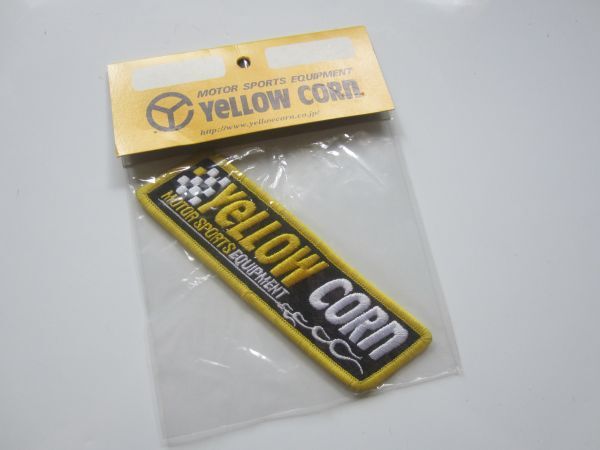 MOTOR SPORTS EQUIPMENT
YeLLOW CORN.
http://www.yellowcorn.co.jp/
YeLLOW CORN
MOTOR SPORTS EQUIPMENT